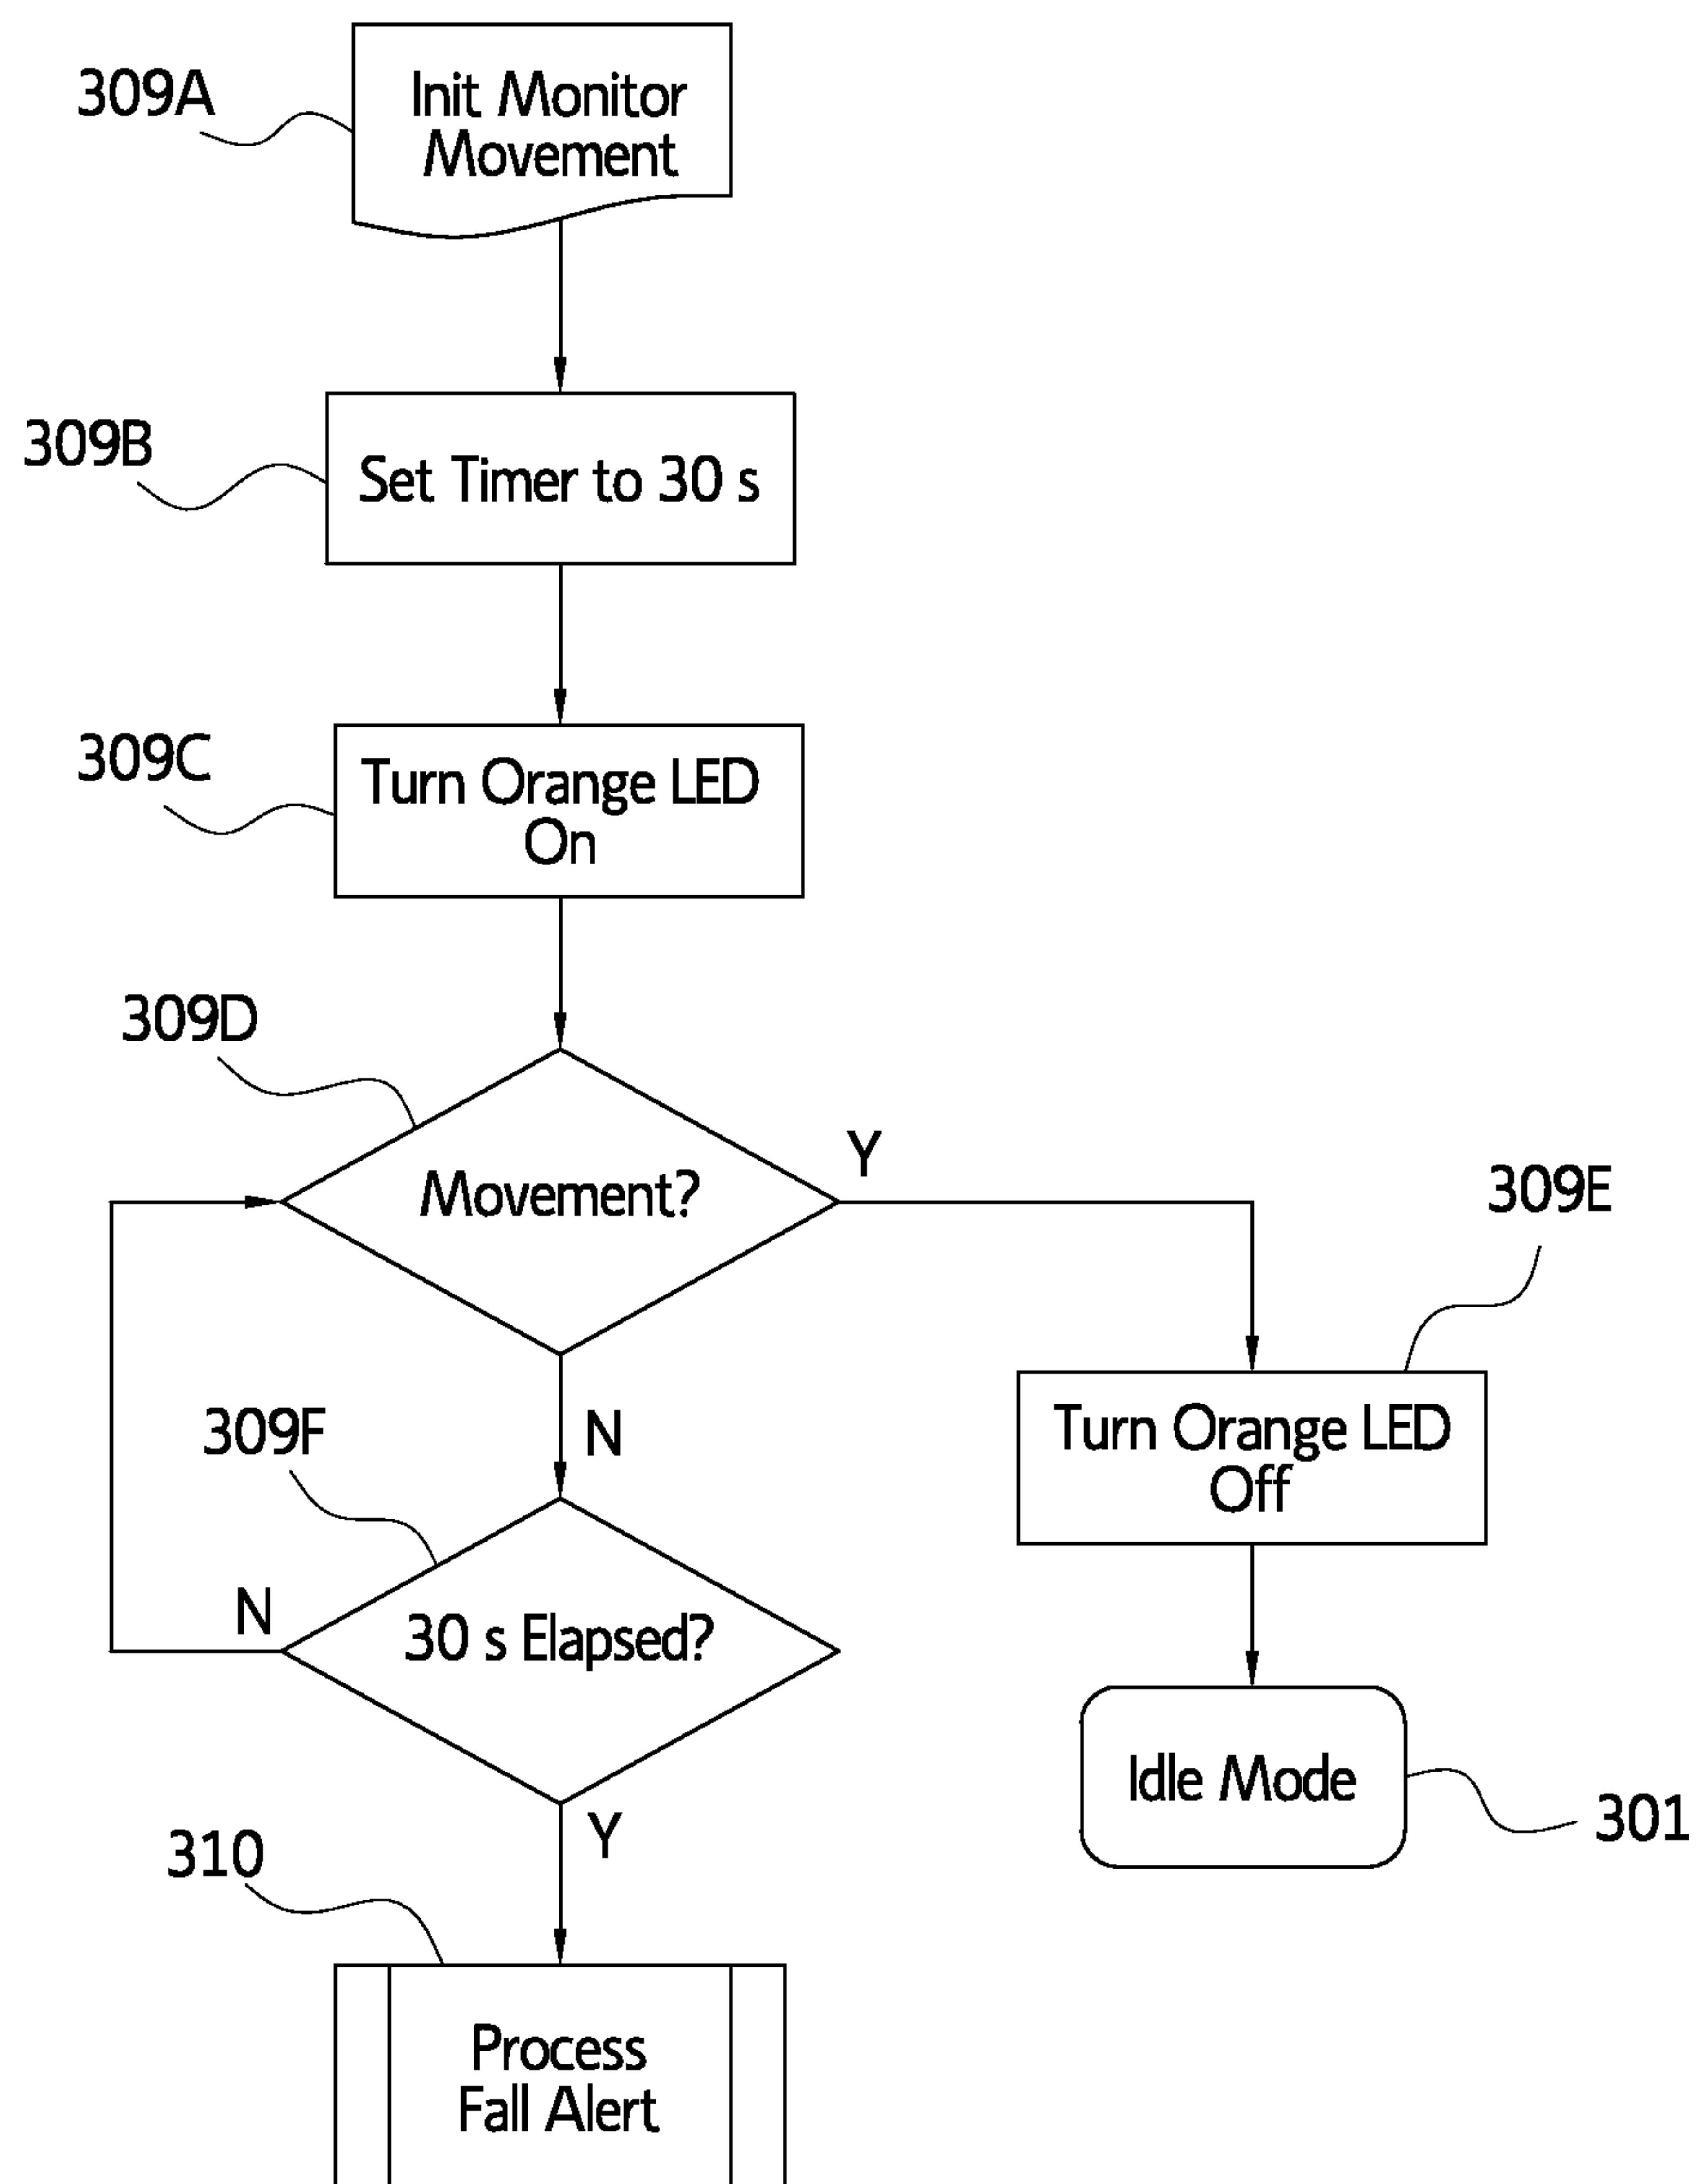 309A
Init Monitor
Movement
309B
Set Timer to 30 s
309C
Turn Orange LED
On
309D
Movement?
Y
309E
Turn Orange LED
Off
N
309F
30 s Elapsed?
N
Y
Idle Mode
301
310
Process
Fall Alert